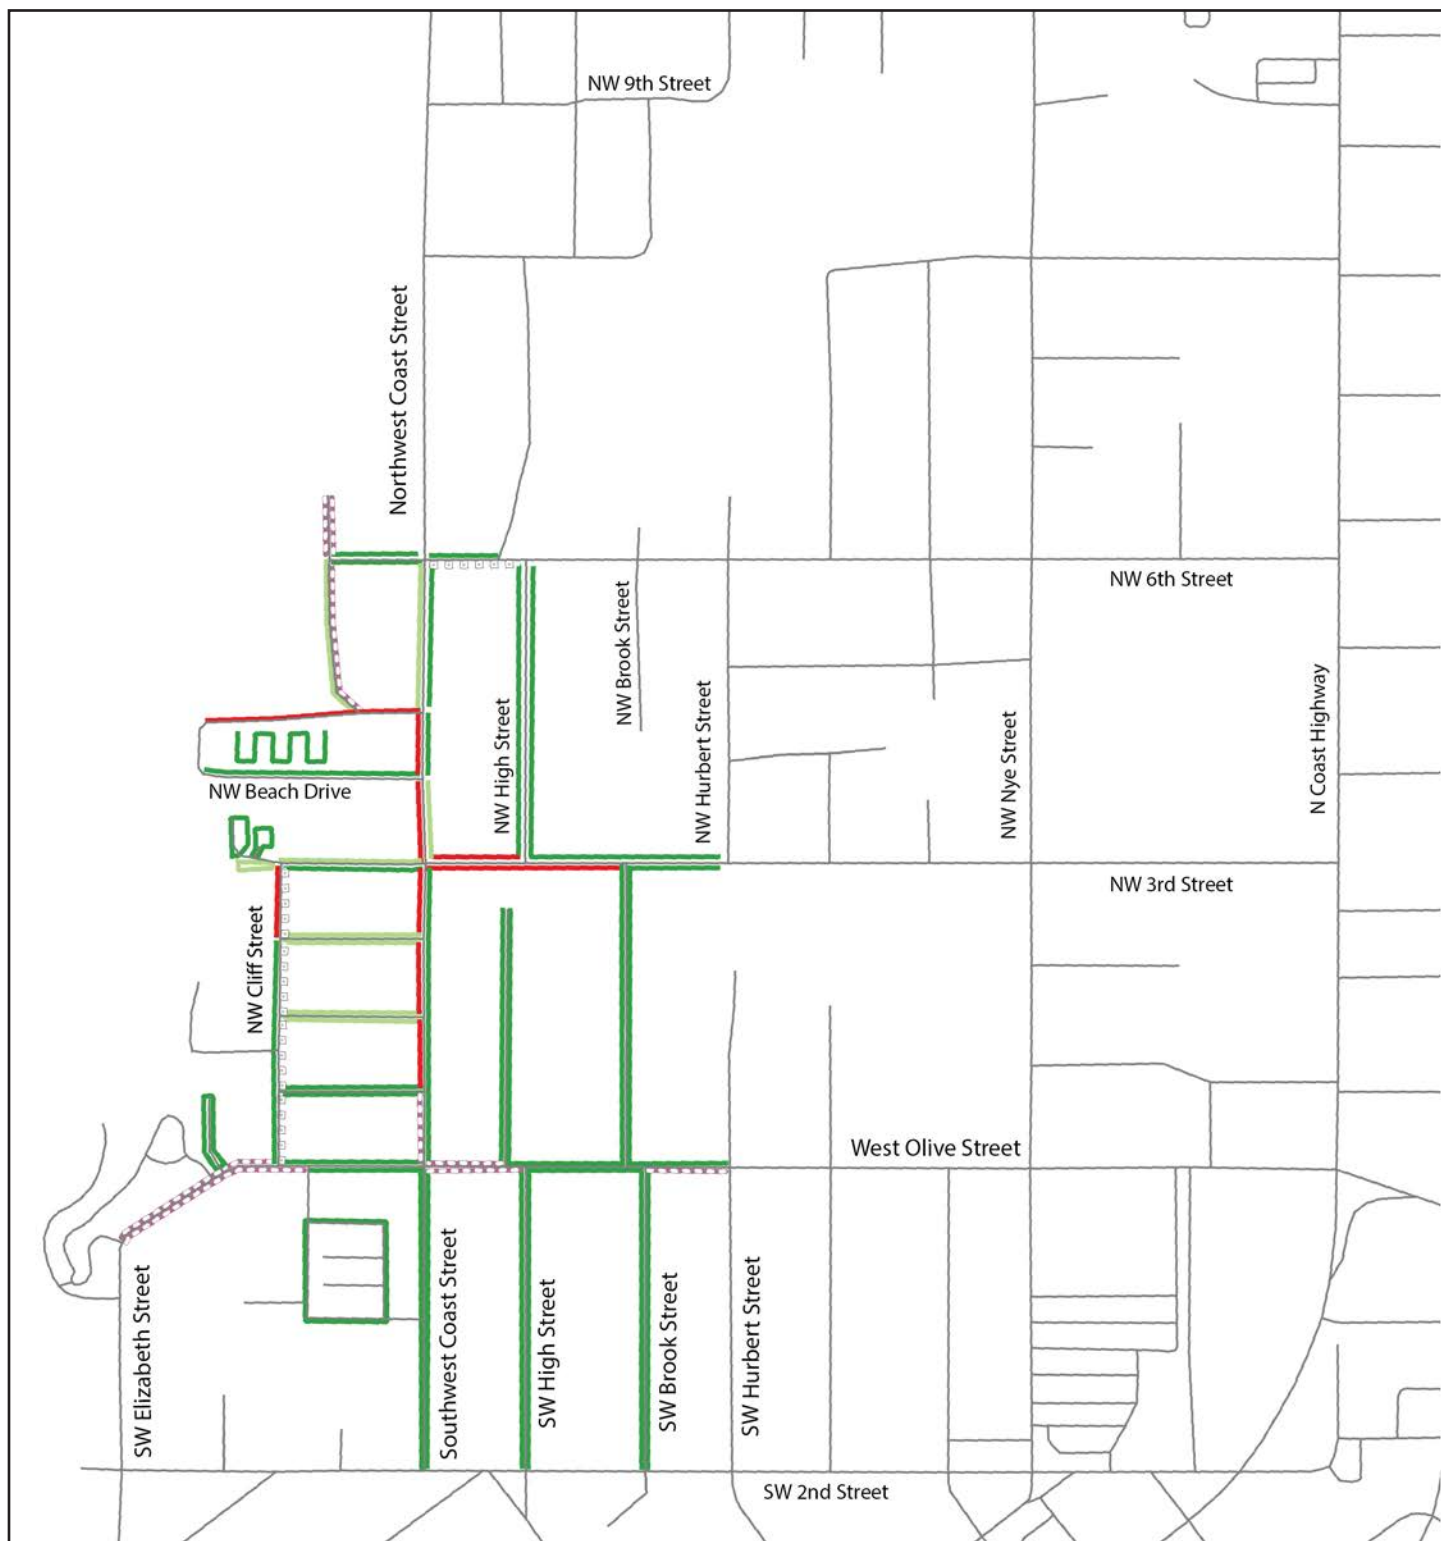 NW 9th Street
Northwest Coast Street
NW 6th Street
NW Brook Street
NW High Street
NW Hurbert Street
NW Nye Street
N Coast Highway
NW Beach Drive
NW 3rd Street
NW Cliff Street
West Olive Street
SW Elizabeth Street
Southwest Coast Street
SW High Street
SW Brook Street
SW Hurbert Street
SW 2nd Street